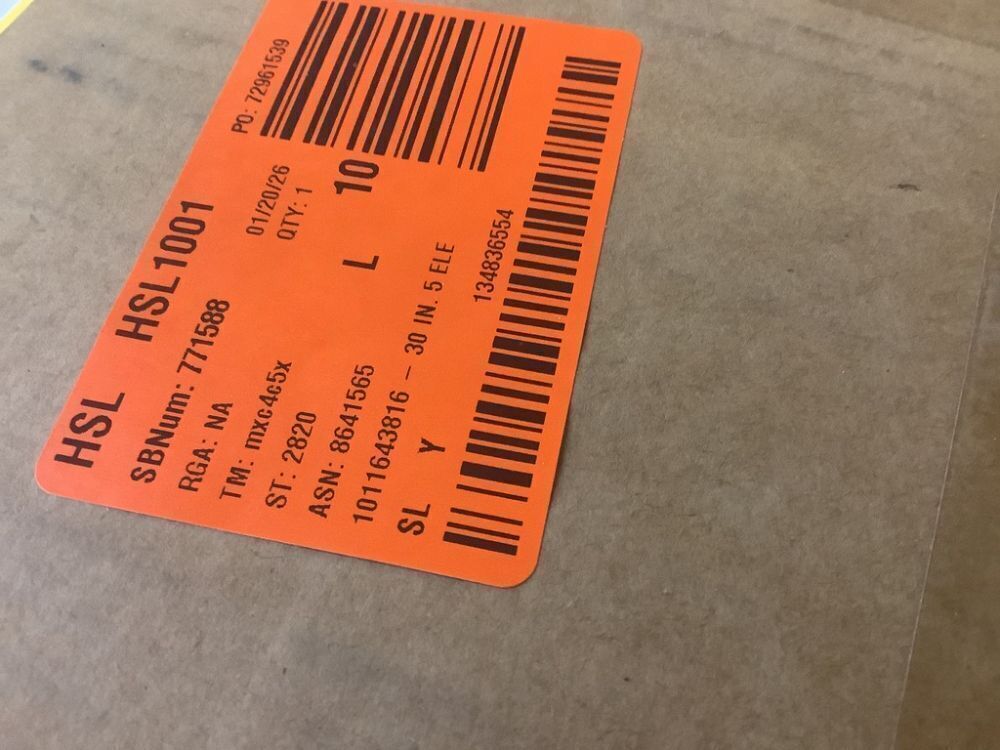 HSL HSL1001
SBNum: 771588
PO: 72961539
RGA: NA
01/20/26
TM: mxc4c5x
QTY: 1
ST: 2820
L 10
ASN: 8641565
1011643816 - 30 IN. 5 ELE
SL Y
134836554